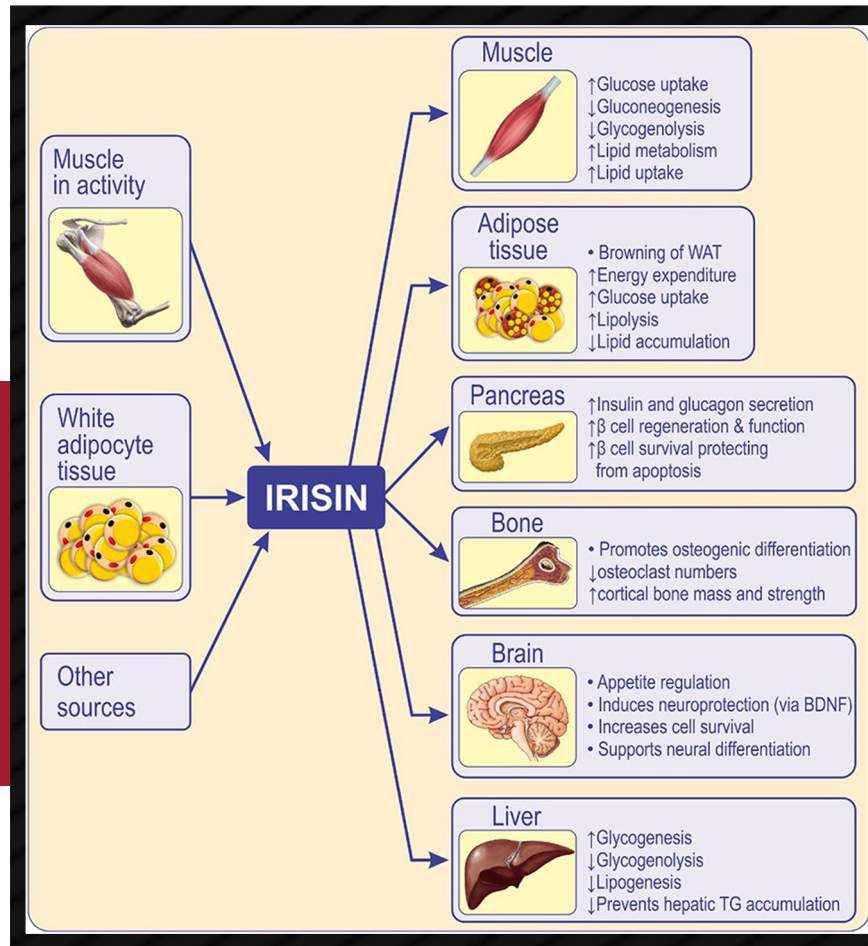 Muscle
in activity
White
adipocyte
tissue
Other
sources
IRISIN
Muscle
↑Glucose uptake
↓Gluconeogenesis
↓Glycogenolysis
↑Lipid metabolism
↑Lipid uptake
Adipose
tissue
• Browning of WAT
↑Energy expenditure
↑Glucose uptake
↑Lipolysis
↓Lipid accumulation
Pancreas
↑Insulin and glucagon secretion
↑β cell regeneration & function
↑β cell survival protecting
from apoptosis
Bone
• Promotes osteogenic differentiation
↓osteoclast numbers
↑cortical bone mass and strength
Brain
• Appetite regulation
• Induces neuroprotection (via BDNF)
• Increases cell survival
• Supports neural differentiation
Liver
↑Glycogenesis
↓Glycogenolysis
↓Lipogenesis
↓Prevents hepatic TG accumulation